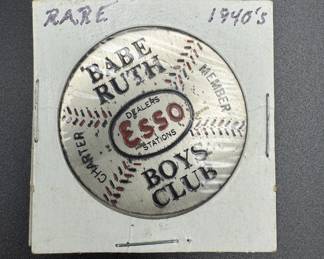 RARE 1940's
BABE
RUTH
MEMBER
DEALERS
Esso
STATIONS
CHARTER
BOYS
CLUB